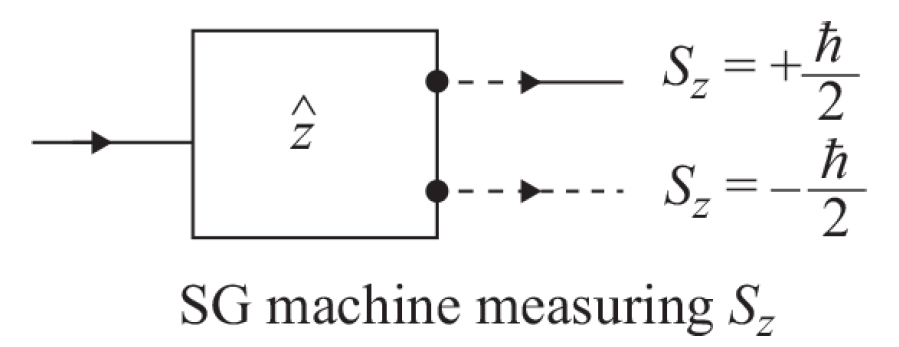 S_z = +ℏ/2
ẑ
S_z = −ℏ/2
SG machine measuring S_z